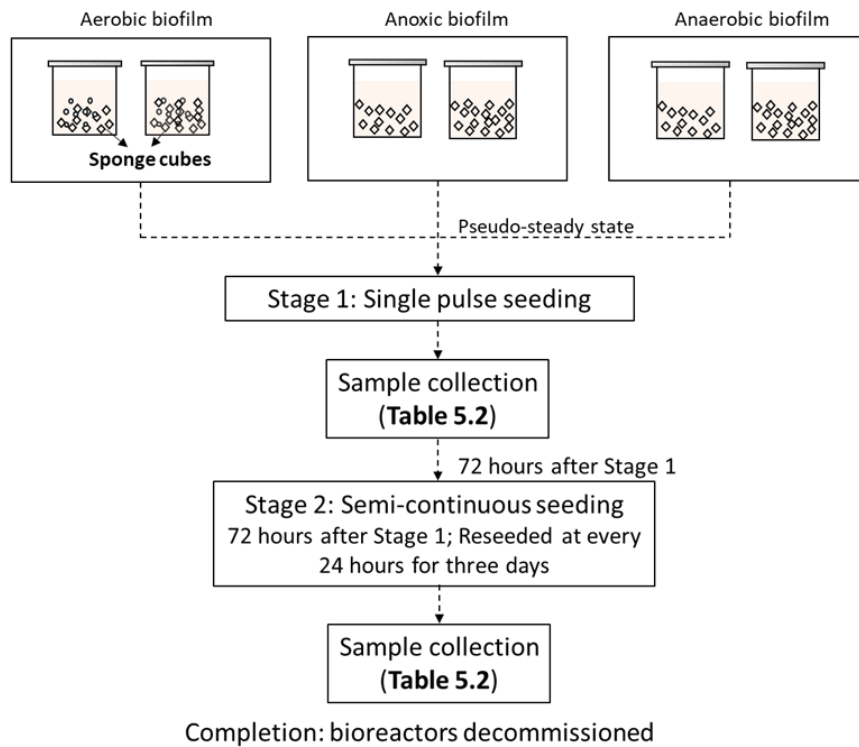 Aerobic biofilm
Anoxic biofilm
Anaerobic biofilm
Sponge cubes
Pseudo-steady state
Stage 1: Single pulse seeding
Sample collection
(Table 5.2)
72 hours after Stage 1
Stage 2: Semi-continuous seeding
72 hours after Stage 1; Reseeded at every
24 hours for three days
Sample collection
(Table 5.2)
Completion: bioreactors decommissioned